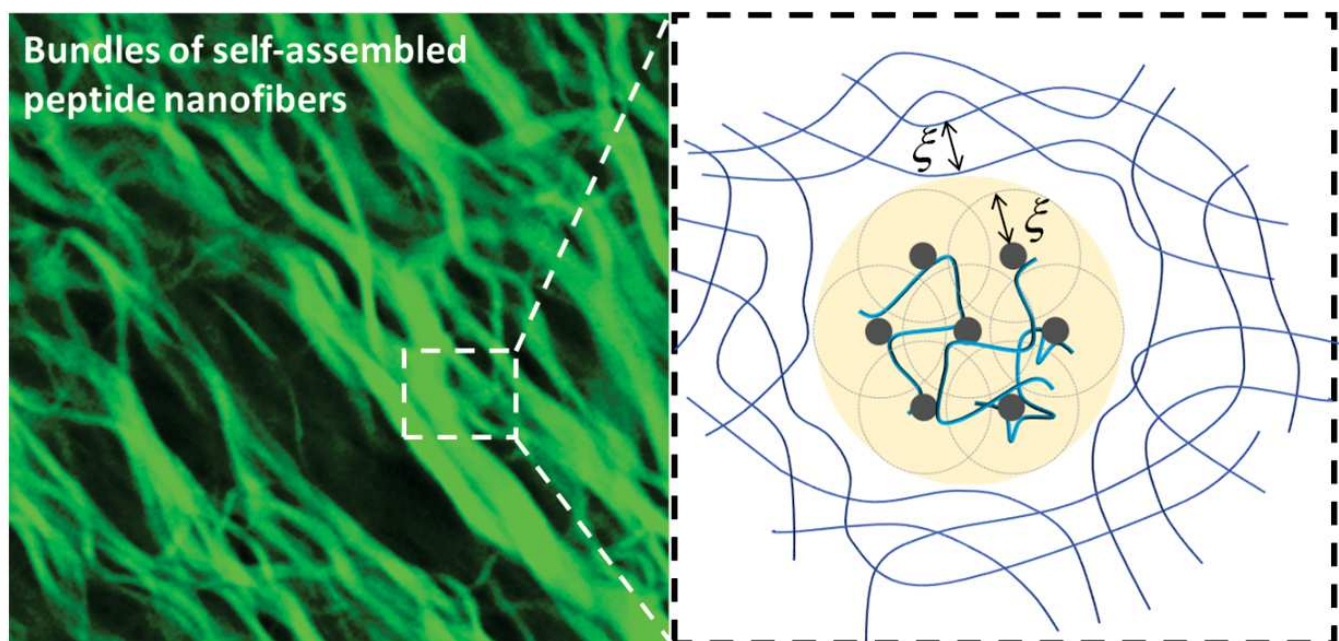 Bundles of self-assembled
peptide nanofibers
ξ
ξ